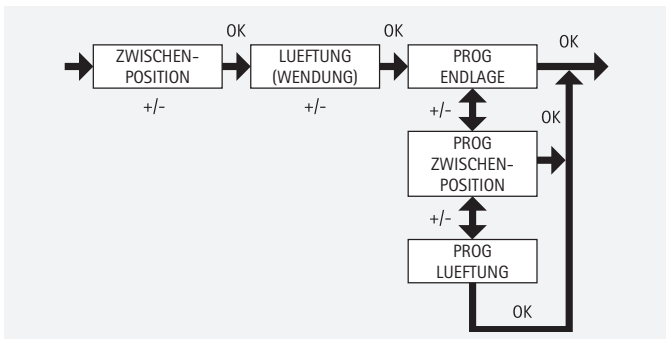 OK
OK
OK
ZWISCHEN-
POSITION
LUEFTUNG
(WENDUNG)
PROG
ENDLAGE
+/-
+/-
+/-
OK
PROG
ZWISCHEN-
POSITION
+/-
PROG
LUEFTUNG
OK